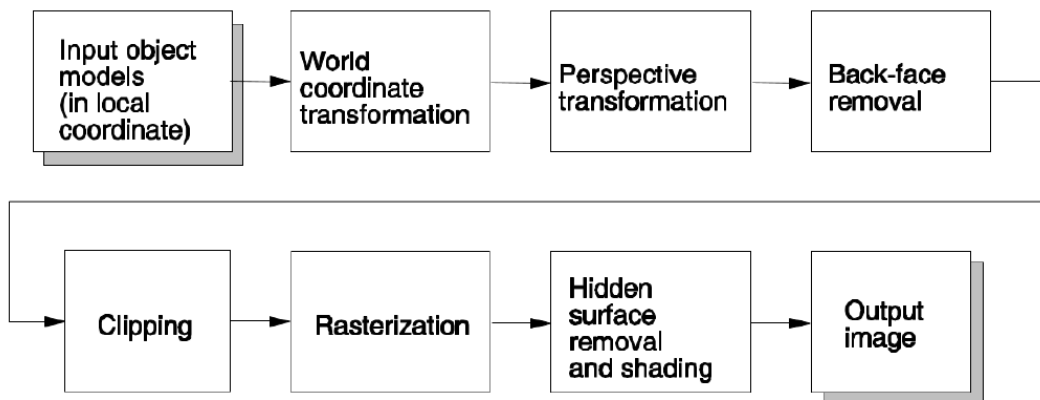 Input object
models
(in local
coordinate)
World
coordinate
transformation
Perspective
transformation
Back-face
removal
Clipping
Rasterization
Hidden
surface
removal
and shading
Output
image